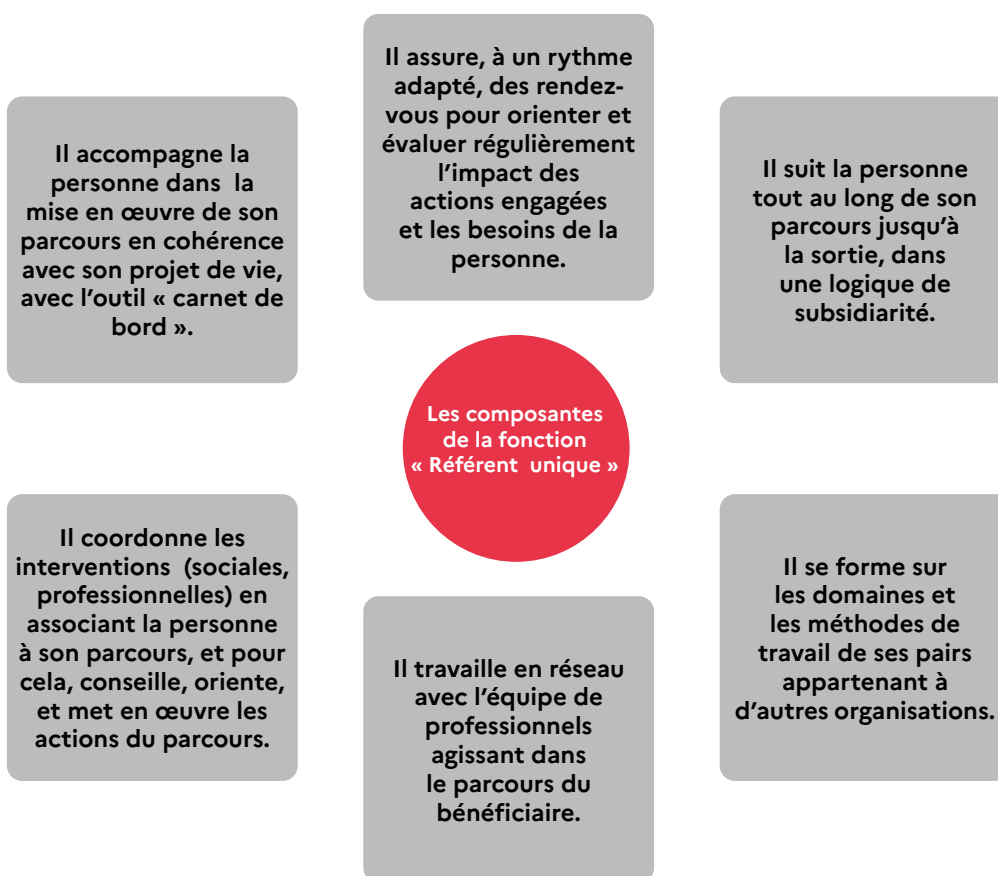 Il assure, à un rythme
adapté, des rendez-
vous pour orienter et
évaluer régulièrement
l’impact des
actions engagées
et les besoins de la
personne.
Il accompagne la
personne dans la
mise en œuvre de son
parcours en cohérence
avec son projet de vie,
avec l’outil « carnet de
bord ».
Il suit la personne
tout au long de son
parcours jusqu’à
la sortie, dans
une logique de
subsidiarité.
Les composantes
de la fonction
« Référent unique »
Il coordonne les
interventions (sociales,
professionnelles) en
associant la personne
à son parcours, et pour
cela, conseille, oriente,
et met en œuvre les
actions du parcours.
Il travaille en réseau
avec l’équipe de
professionnels
agissant dans
le parcours du
bénéficiaire.
Il se forme sur
les domaines et
les méthodes de
travail de ses pairs
appartenant à
d’autres organisations.